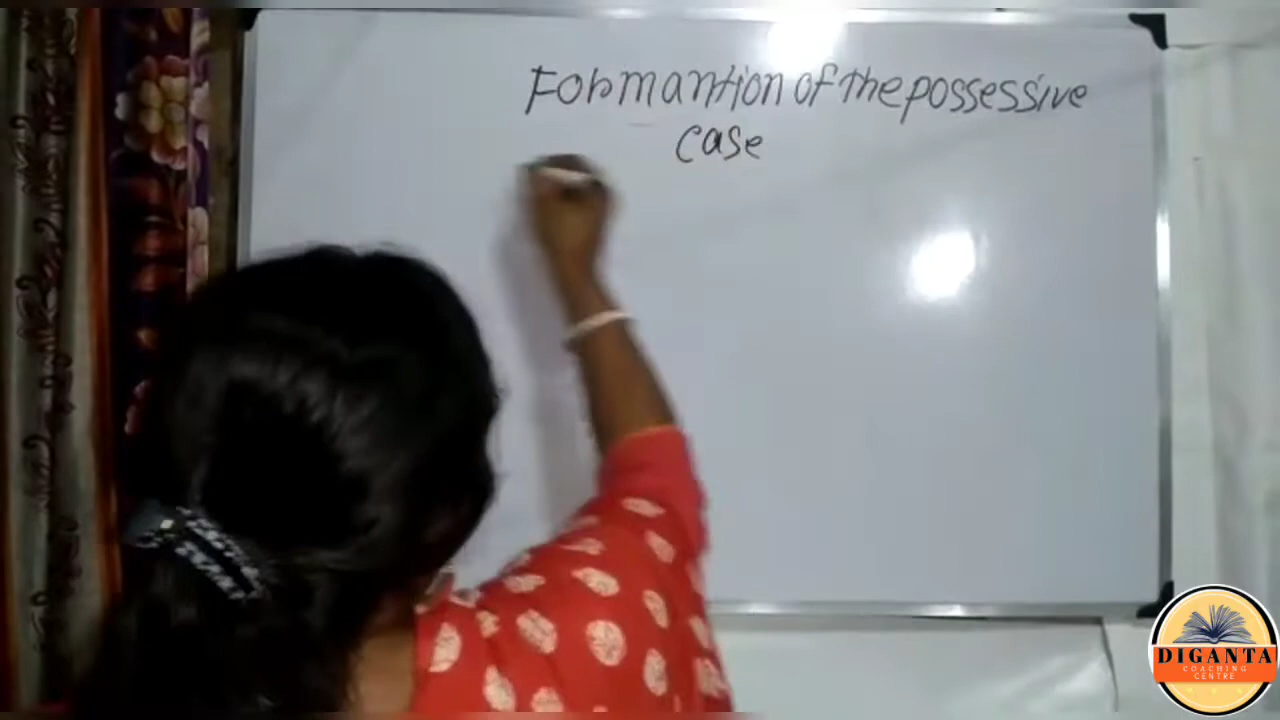 Formantion of the possessive
case
DIGANTA
COACHING
CENTRE